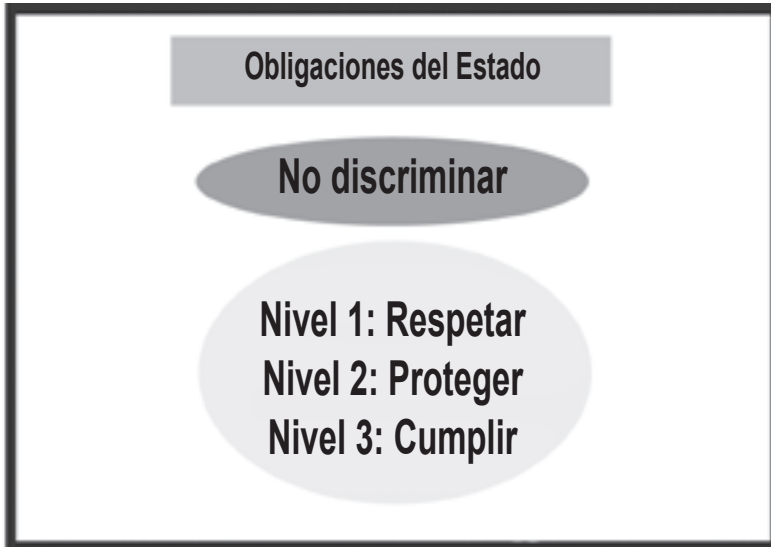 Obligaciones del Estado
No discriminar
Nivel 1: Respetar
Nivel 2: Proteger
Nivel 3: Cumplir